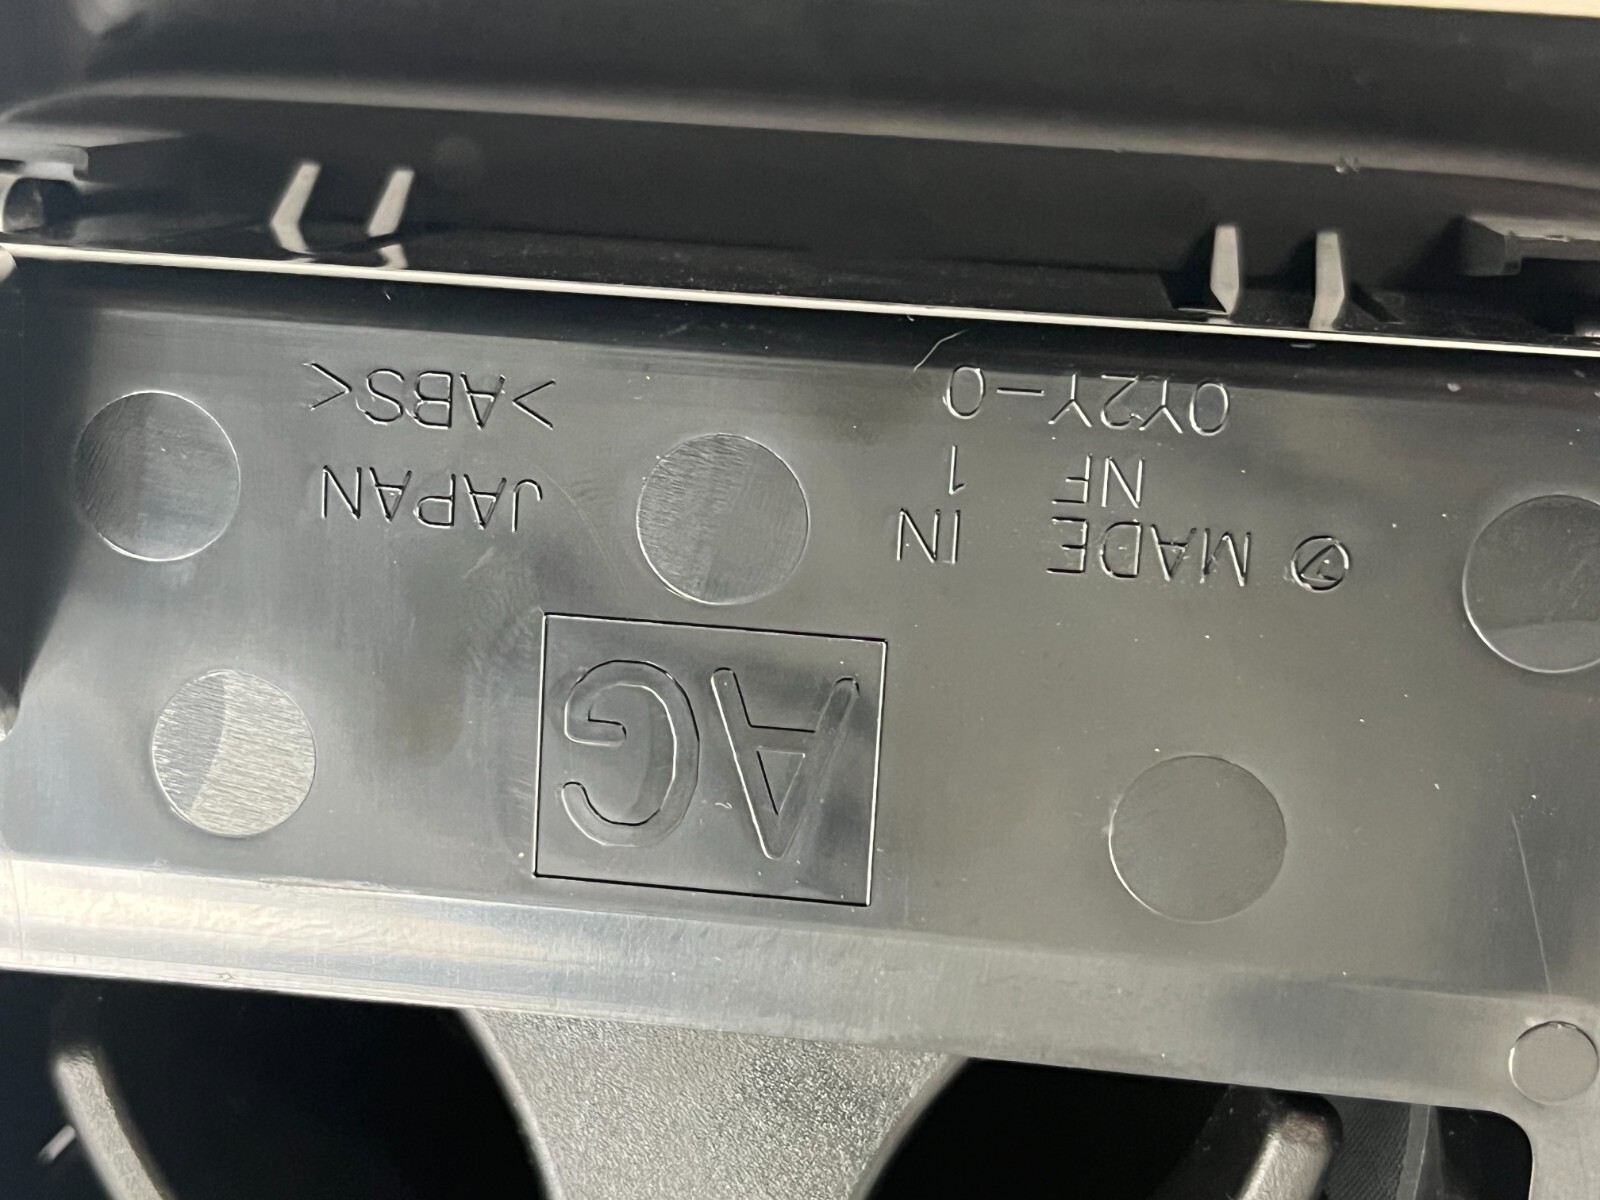 AG
MADE IN JAPAN
NF 1
0Y2Y-0 >ABS<